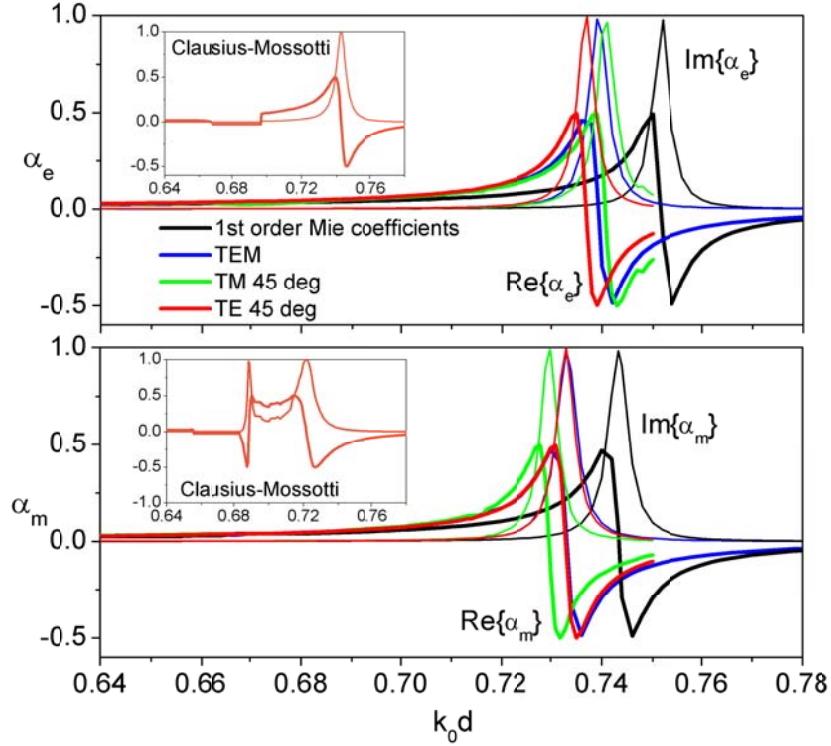 1.0
Clausius-Mossotti
1.0
0.5
0.0
-0.5
0.64 0.68 0.72 0.76
Im{αe}
0.5
αe
0.0
1st order Mie coefficients
TEM
TM 45 deg
TE 45 deg
Re{αe}
-0.5
1.0
1.0
0.5
0.0
-0.5
-1.0
Clausius-Mossotti
0.64 0.68 0.72 0.76
Im{αm}
0.5
αm
0.0
Re{αm}
-0.5
0.64 0.66 0.68 0.70 0.72 0.74 0.76 0.78
k0d